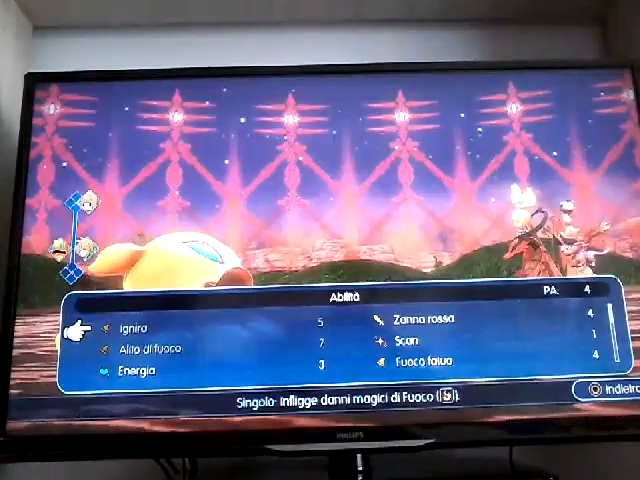 Abilità PA 4
Ignira 5 Zanna rossa 4
Alito di fuoco 7 Scan 1
Energia 3 Fuoco fatuo 4
Singolo: Infligge danni magici di Fuoco (S).
Indietro
PHILIPS